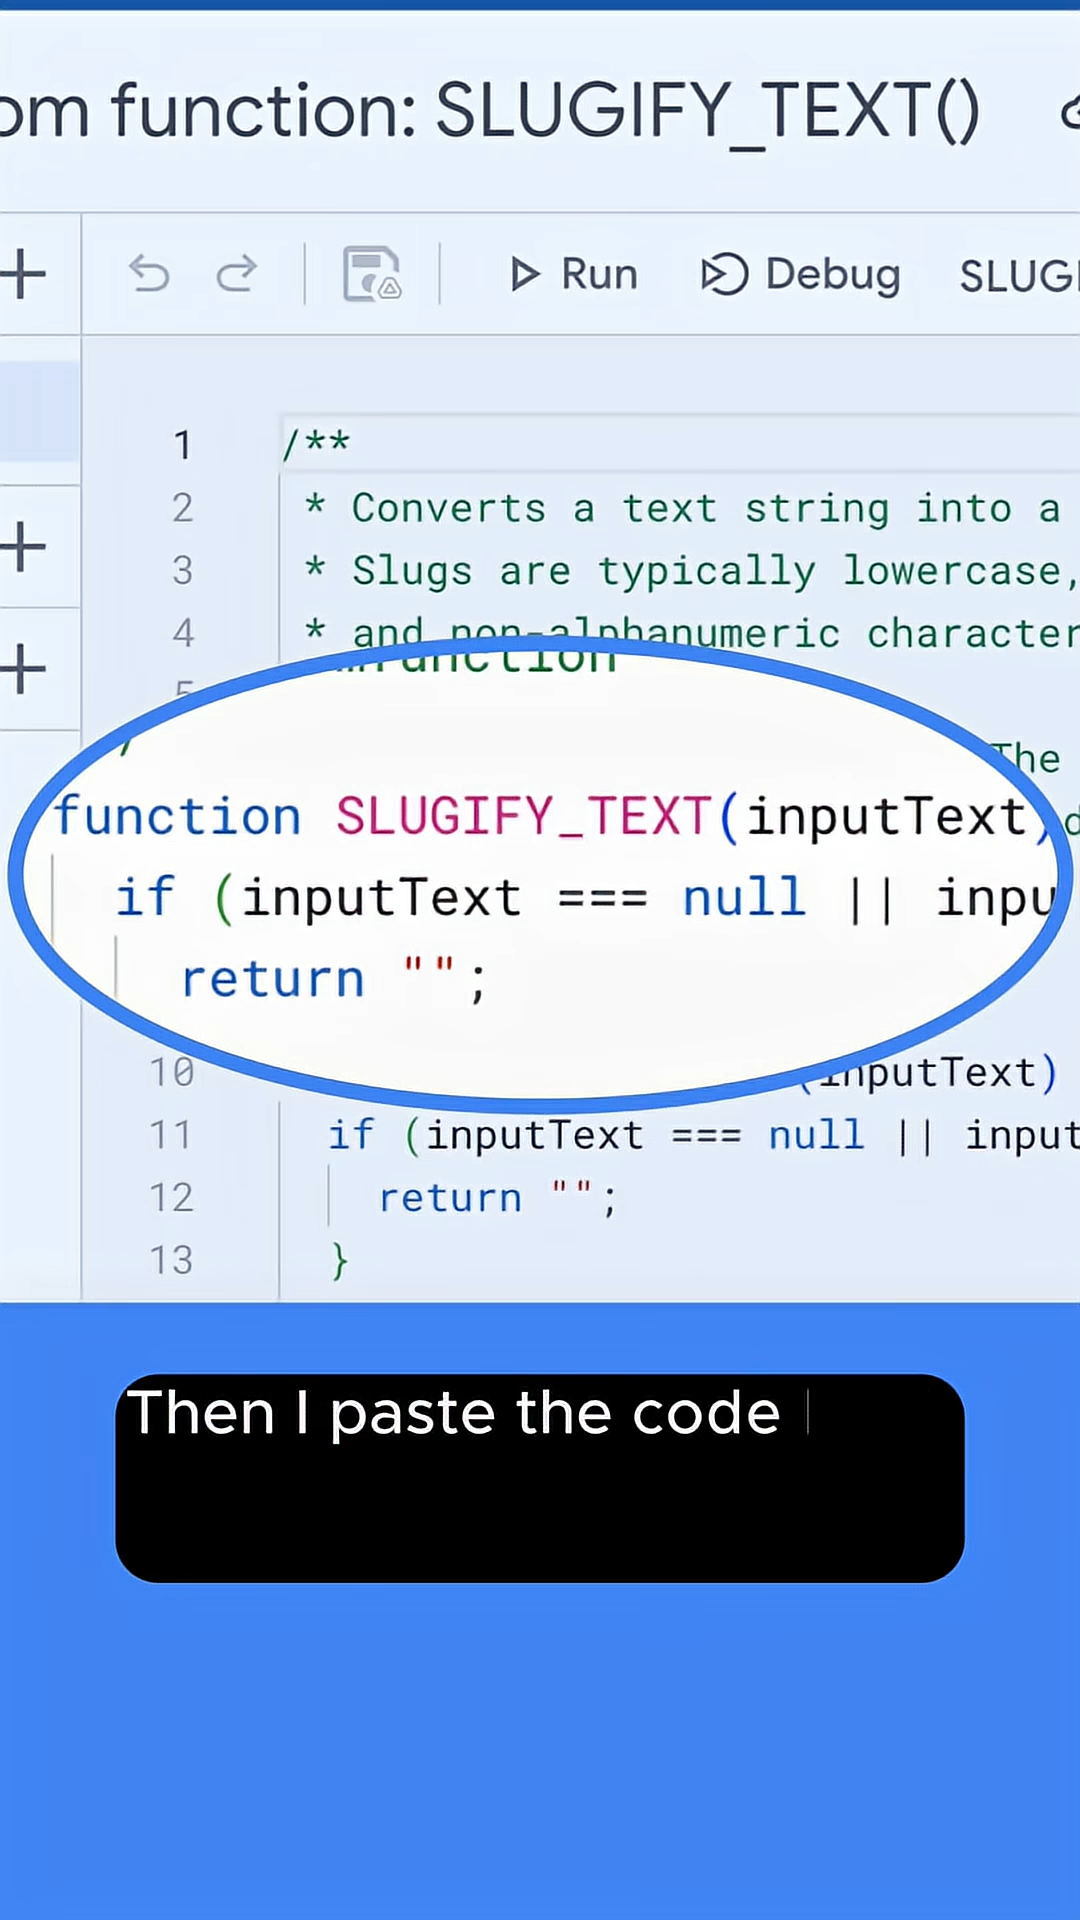 om function: SLUGIFY_TEXT()
Run Debug SLUGI
1 /**
2 * Converts a text string into a
3 * Slugs are typically lowercase,
4 * and non-alphanumeric character
5
The
function SLUGIFY_TEXT(inputText)
if (inputText === null || inpu
return "";
10 (inputText)
11 if (inputText === null || input
12 return "";
13 }
Then I paste the code